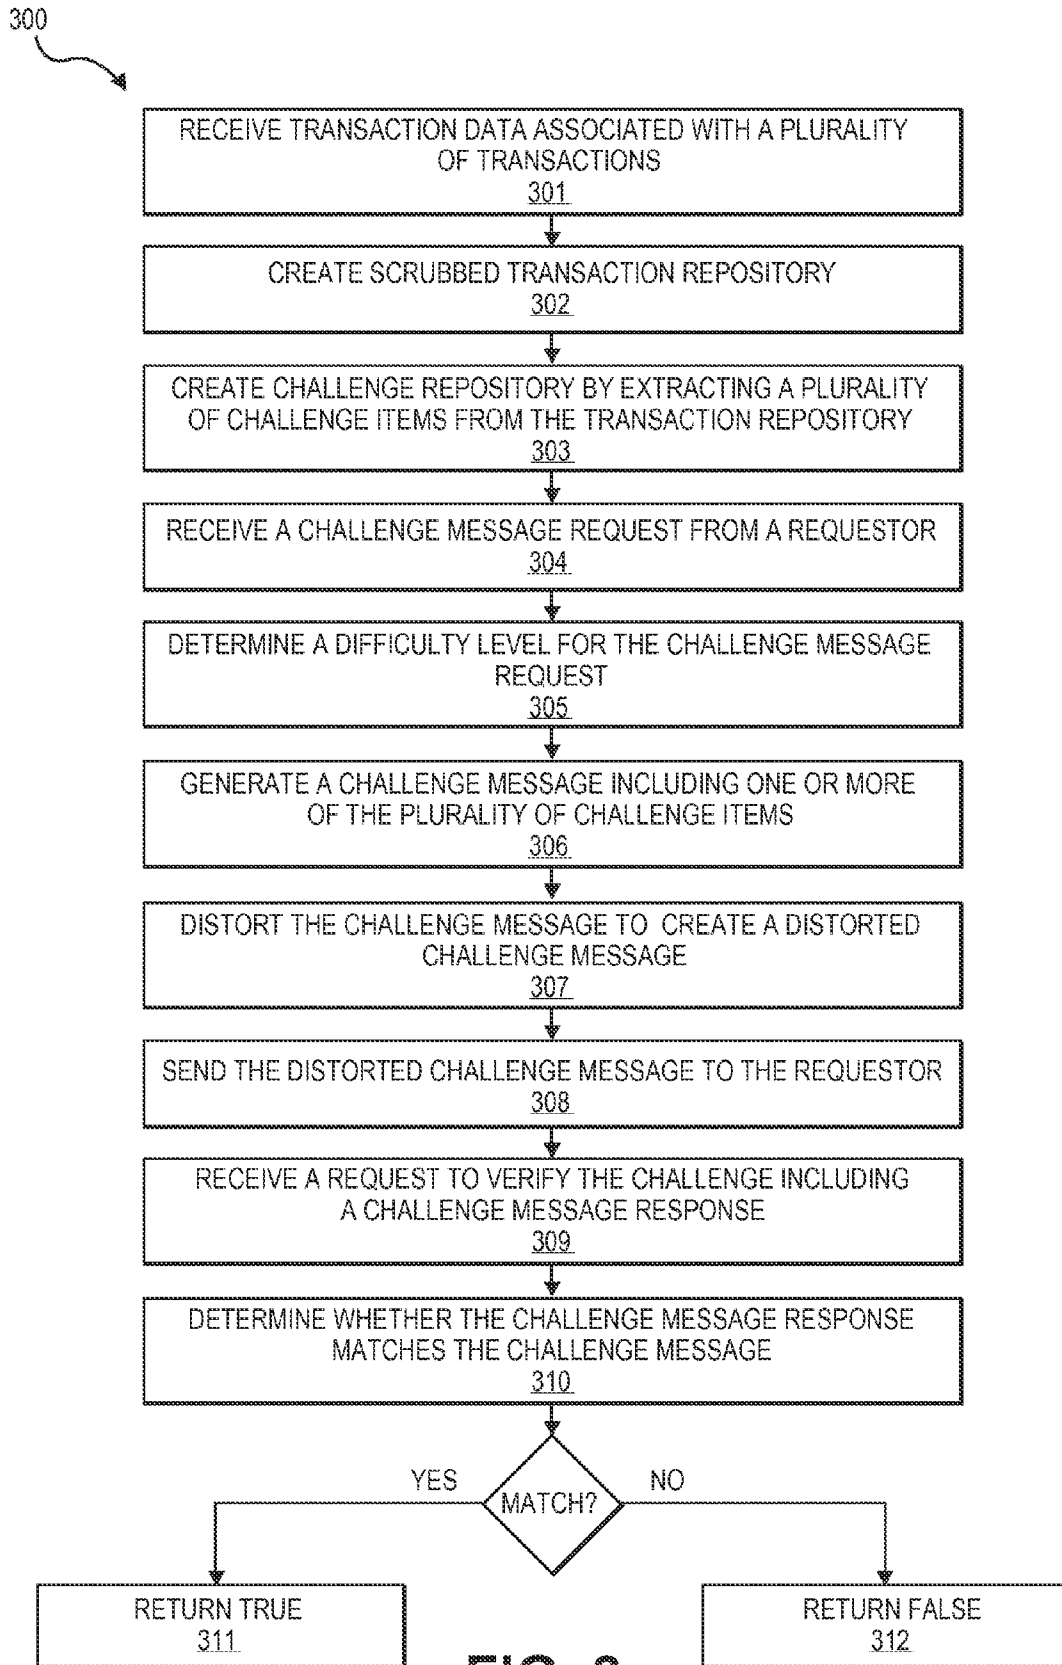 300
RECEIVE TRANSACTION DATA ASSOCIATED WITH A PLURALITY
OF TRANSACTIONS
301
CREATE SCRUBBED TRANSACTION REPOSITORY
302
CREATE CHALLENGE REPOSITORY BY EXTRACTING A PLURALITY
OF CHALLENGE ITEMS FROM THE TRANSACTION REPOSITORY
303
RECEIVE A CHALLENGE MESSAGE REQUEST FROM A REQUESTOR
304
DETERMINE A DIFFICULTY LEVEL FOR THE CHALLENGE MESSAGE
REQUEST
305
GENERATE A CHALLENGE MESSAGE INCLUDING ONE OR MORE
OF THE PLURALITY OF CHALLENGE ITEMS
306
DISTORT THE CHALLENGE MESSAGE TO CREATE A DISTORTED
CHALLENGE MESSAGE
307
SEND THE DISTORTED CHALLENGE MESSAGE TO THE REQUESTOR
308
RECEIVE A REQUEST TO VERIFY THE CHALLENGE INCLUDING
A CHALLENGE MESSAGE RESPONSE
309
DETERMINE WHETHER THE CHALLENGE MESSAGE RESPONSE
MATCHES THE CHALLENGE MESSAGE
310
YES
NO
MATCH?
RETURN TRUE
311
RETURN FALSE
312
FIG.